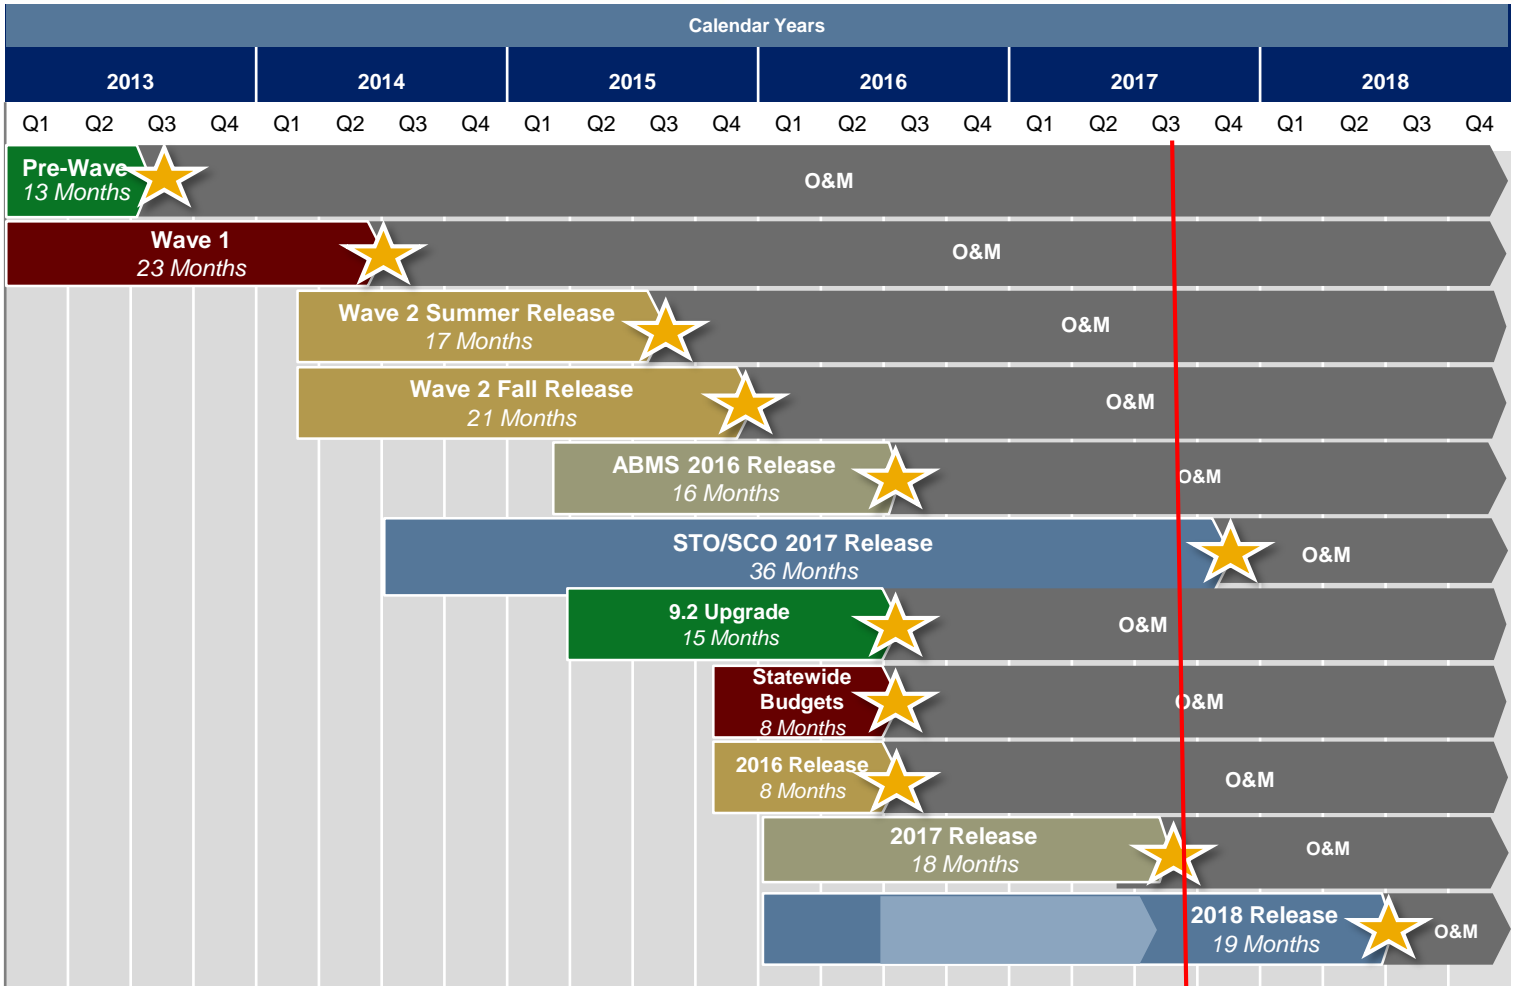 Calendar Years
2013 2014 2015 2016 2017 2018
Q1 Q2 Q3 Q4 Q1 Q2 Q3 Q4 Q1 Q2 Q3 Q4 Q1 Q2 Q3 Q4 Q1 Q2 Q3 Q4 Q1 Q2 Q3 Q4
Pre-Wave
13 Months
O&M
Wave 1
23 Months
O&M
Wave 2 Summer Release
17 Months
O&M
Wave 2 Fall Release
21 Months
O&M
ABMS 2016 Release
16 Months
O&M
STO/SCO 2017 Release
36 Months
O&M
9.2 Upgrade
15 Months
O&M
Statewide
Budgets
8 Months
O&M
2016 Release
8 Months
O&M
2017 Release
18 Months
O&M
2018 Release
19 Months
O&M